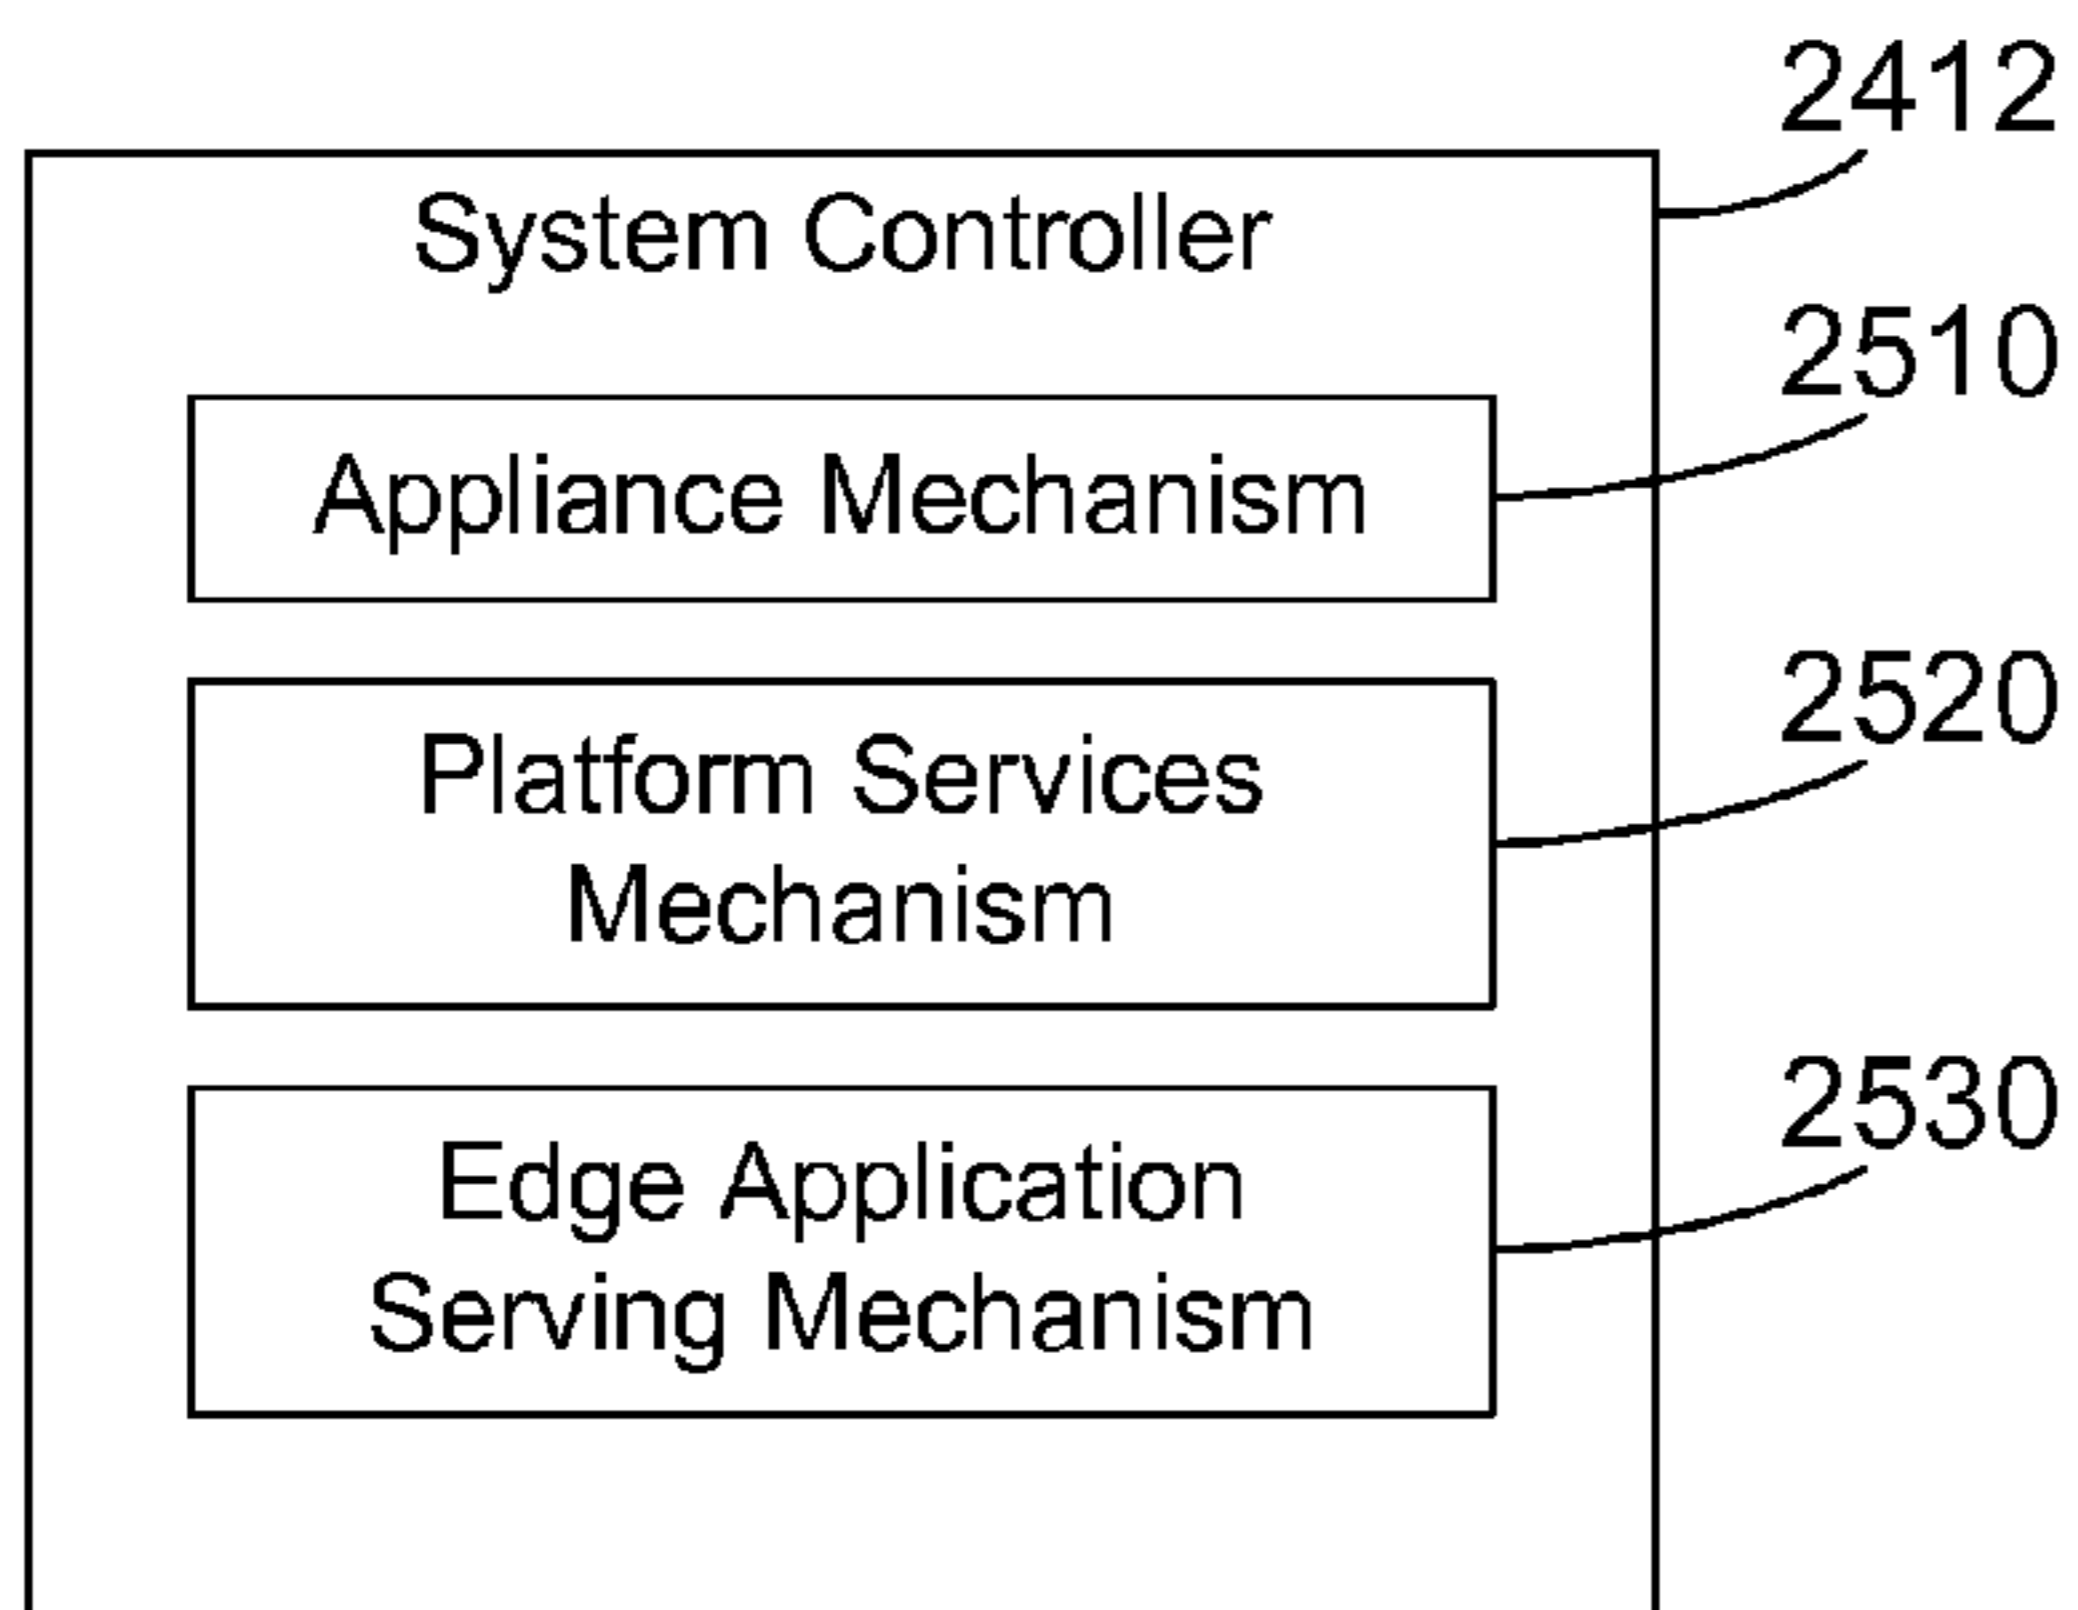 2412
System Controller
2510
Appliance Mechanism
2520
Platform Services
Mechanism
2530
Edge Application
Serving Mechanism